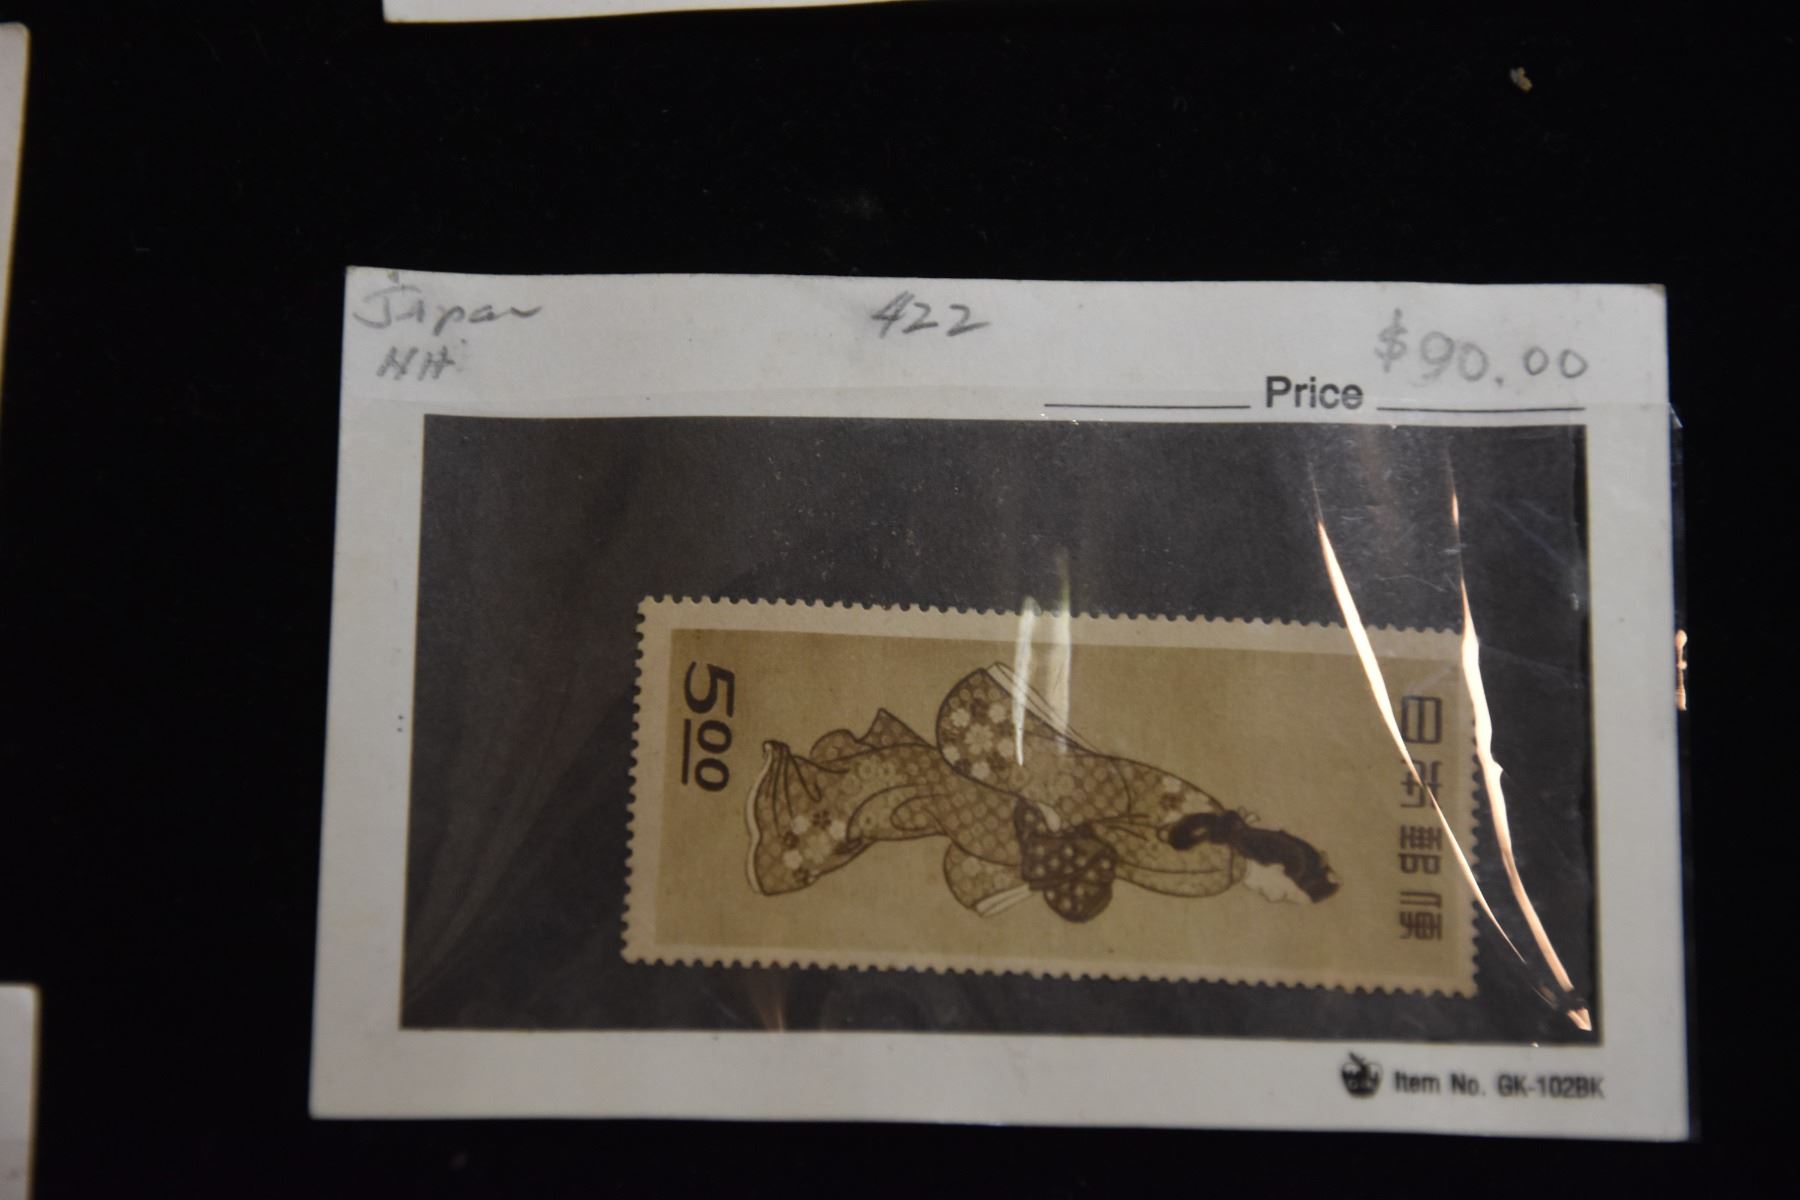 Japan 422 $90.00
NH
Price
5.00
日本郵便
Item No. GK-102BK